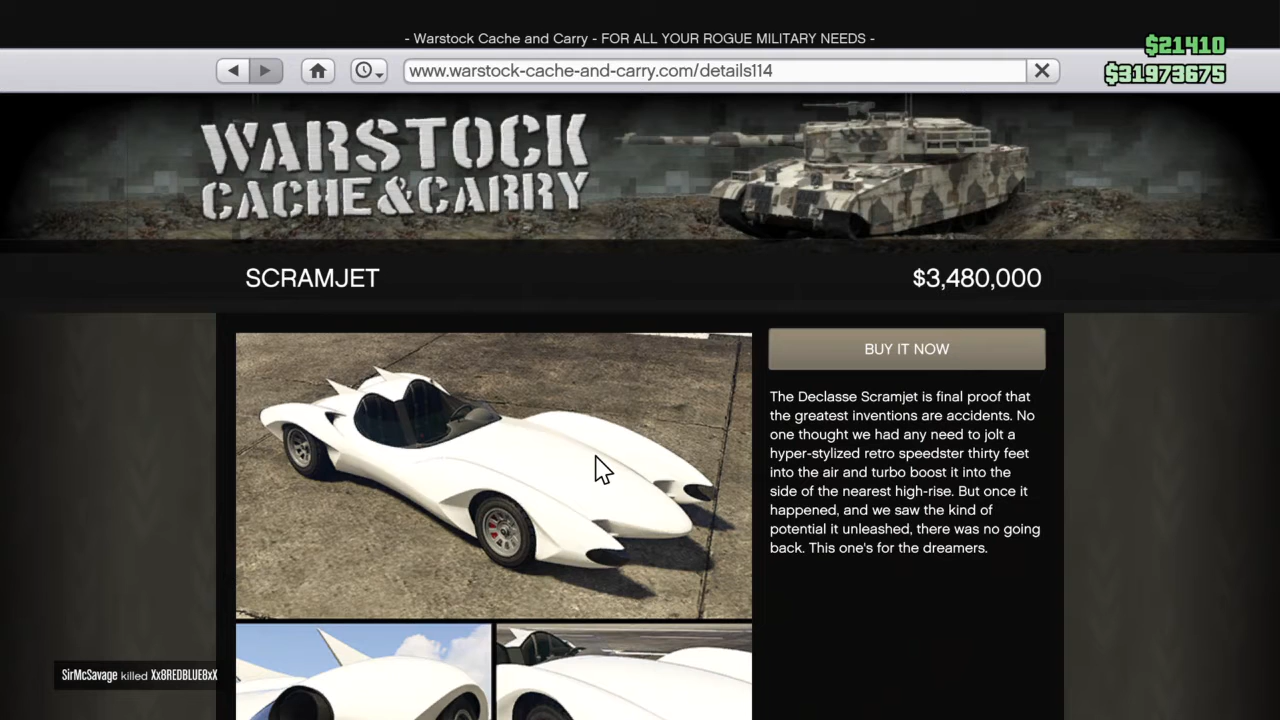 - Warstock Cache and Carry - FOR ALL YOUR ROGUE MILITARY NEEDS -
$21410
www.warstock-cache-and-carry.com/details114
$31973675
WARSTOCK
CACHE&CARRY
SCRAMJET
$3,480,000
BUY IT NOW
The Declasse Scramjet is final proof that
the greatest inventions are accidents. No
one thought we had any need to jolt a
hyper-stylized retro speedster thirty feet
into the air and turbo boost it into the
side of the nearest high-rise. But once it
happened, and we saw the kind of
potential it unleashed, there was no going
back. This one's for the dreamers.
SirMcSavage killed Xx8REDBLUE8xX